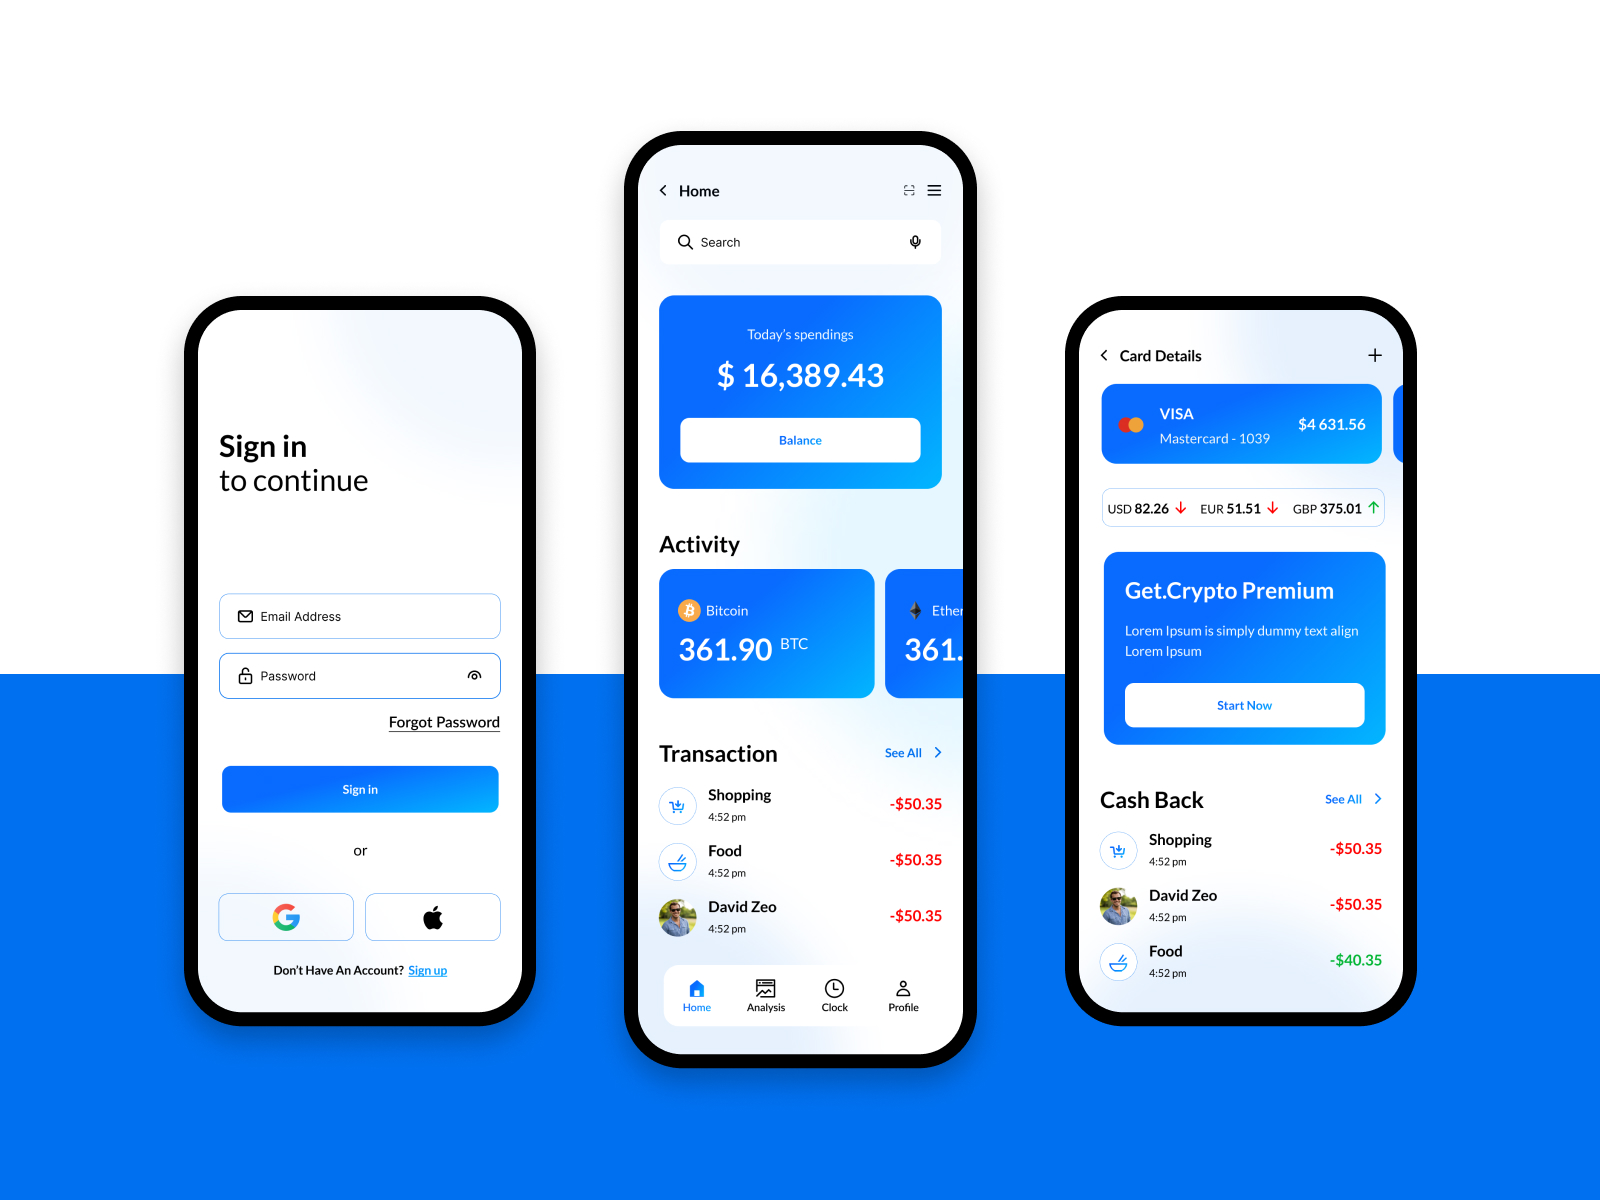 Sign in
to continue
Email Address
Password
Forgot Password
Sign in
or
Don't Have An Account? Sign up
Home
Search
Today's spendings
$ 16,389.43
Balance
Activity
Bitcoin
361.90 BTC
Ether
361.
Transaction
See All
Shopping
4:52 pm
-$50.35
Food
4:52 pm
-$50.35
David Zeo
4:52 pm
-$50.35
Home
Analysis
Clock
Profile
Card Details
VISA
Mastercard - 1039
$4 631.56
USD 82.26
EUR 51.51
GBP 375.01
Get.Crypto Premium
Lorem Ipsum is simply dummy text align
Lorem Ipsum
Start Now
Cash Back
See All
Shopping
4:52 pm
-$50.35
David Zeo
4:52 pm
-$50.35
Food
4:52 pm
-$40.35